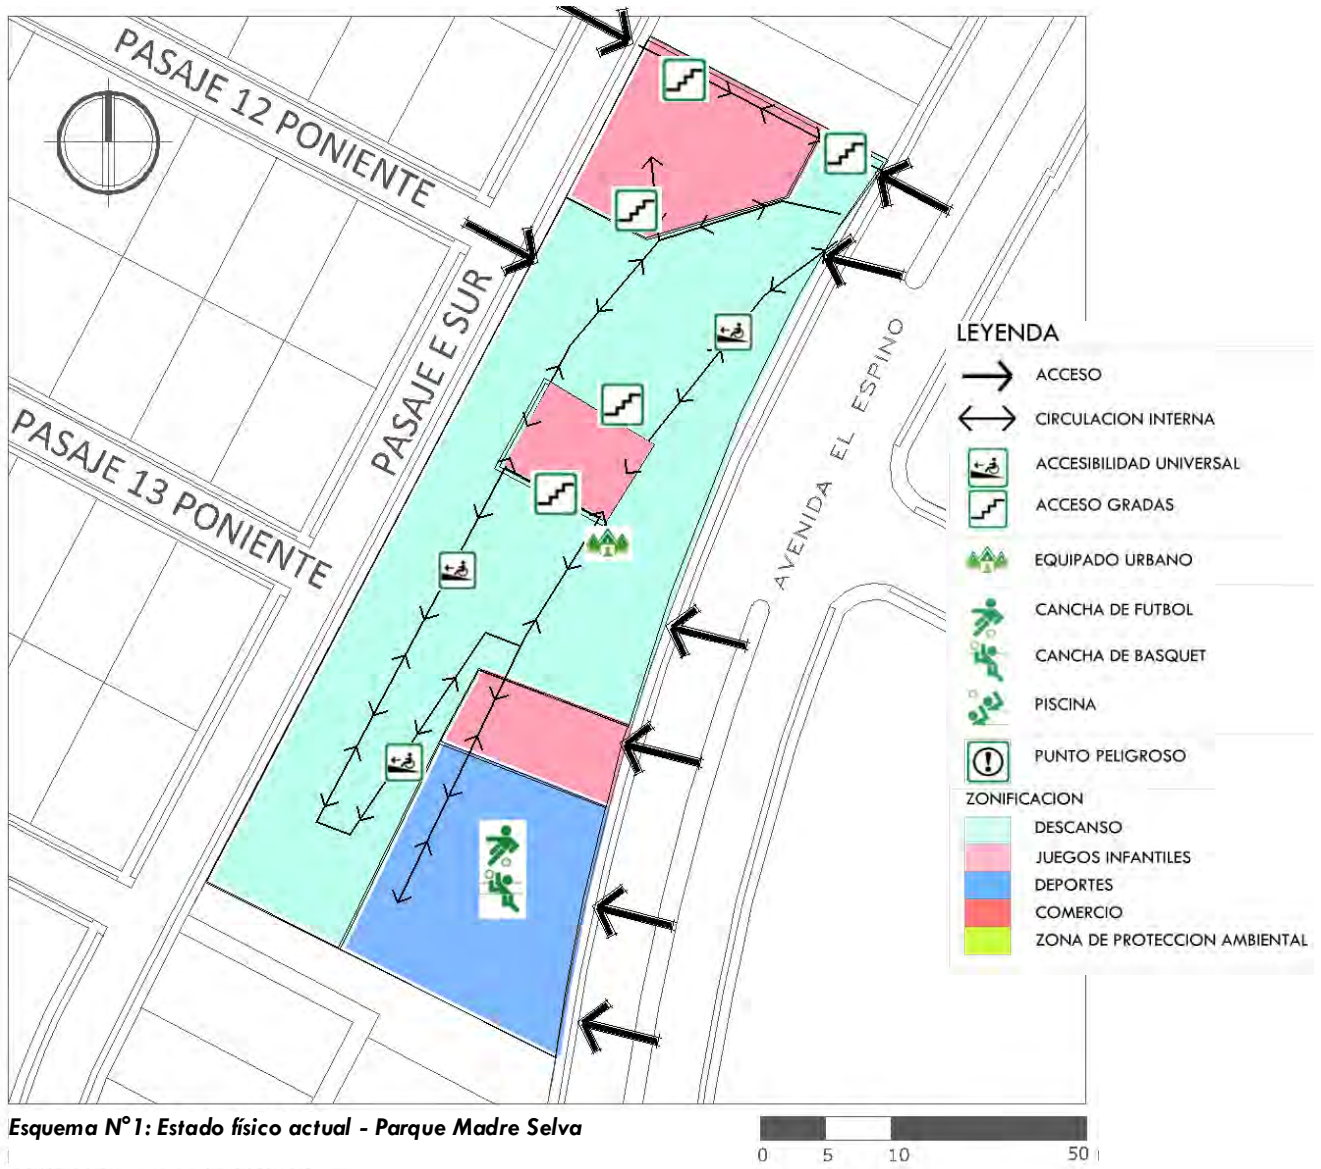 PASAJE 12 PONIENTE
PASAJE E SUR
PASAJE 13 PONIENTE
AVENIDA EL ESPINO
LEYENDA
ACCESO
CIRCULACION INTERNA
ACCESIBILIDAD UNIVERSAL
ACCESO GRADAS
EQUIPADO URBANO
CANCHA DE FUTBOL
CANCHA DE BASQUET
PISCINA
PUNTO PELIGROSO
ZONIFICACION
DESCANSO
JUEGOS INFANTILES
DEPORTES
COMERCIO
ZONA DE PROTECCION AMBIENTAL
Esquema N°1: Estado físico actual - Parque Madre Selva
0 5 10 50